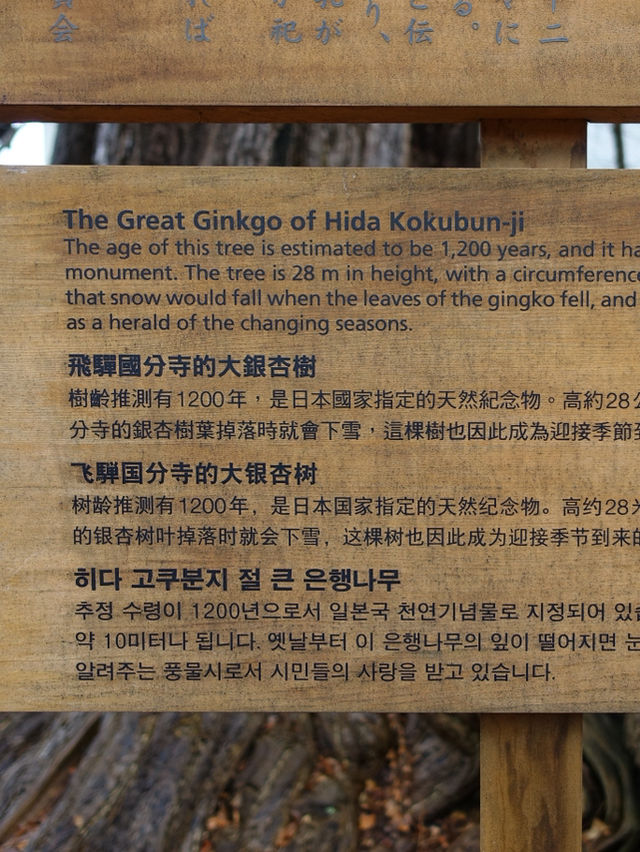 The Great Ginkgo of Hida Kokubun-ji
The age of this tree is estimated to be 1,200 years, and it ha
monument. The tree is 28 m in height, with a circumference
that snow would fall when the leaves of the gingko fell, and
as a herald of the changing seasons.
飛驒國分寺的大銀杏樹
樹齡推測有1200年，是日本國家指定的天然紀念物。高約28公
分寺的銀杏樹葉掉落時就會下雪，這棵樹也因此成為迎接季節到
飞騨国分寺的大银杏树
树龄推测有1200年，是日本国家指定的天然纪念物。高约28米
的银杏树叶掉落时就会下雪，这棵树也因此成为迎接季节到来的
히다 고쿠분지 절 큰 은행나무
추정 수령이 1200년으로서 일본국 천연기념물로 지정되어 있습
약 10미터나 됩니다. 옛날부터 이 은행나무의 잎이 떨어지면 눈
알려주는 풍물시로서 시민들의 사랑을 받고 있습니다.